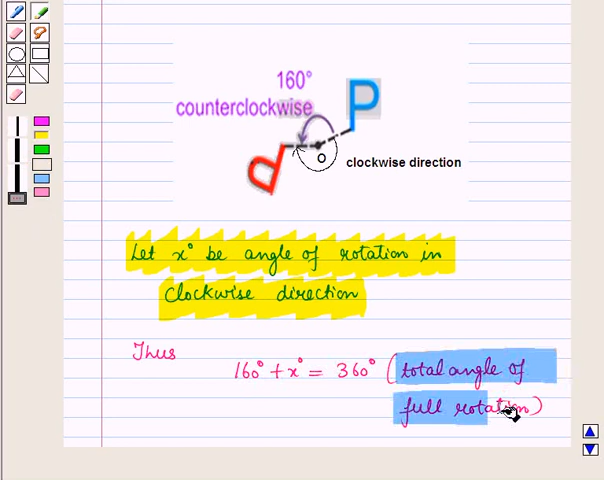 160°
counterclockwise
P
O
clockwise direction
P
Let x° be angle of rotation in
Clockwise direction
Thus
160° + x° = 360° (total angle of
full rotation)